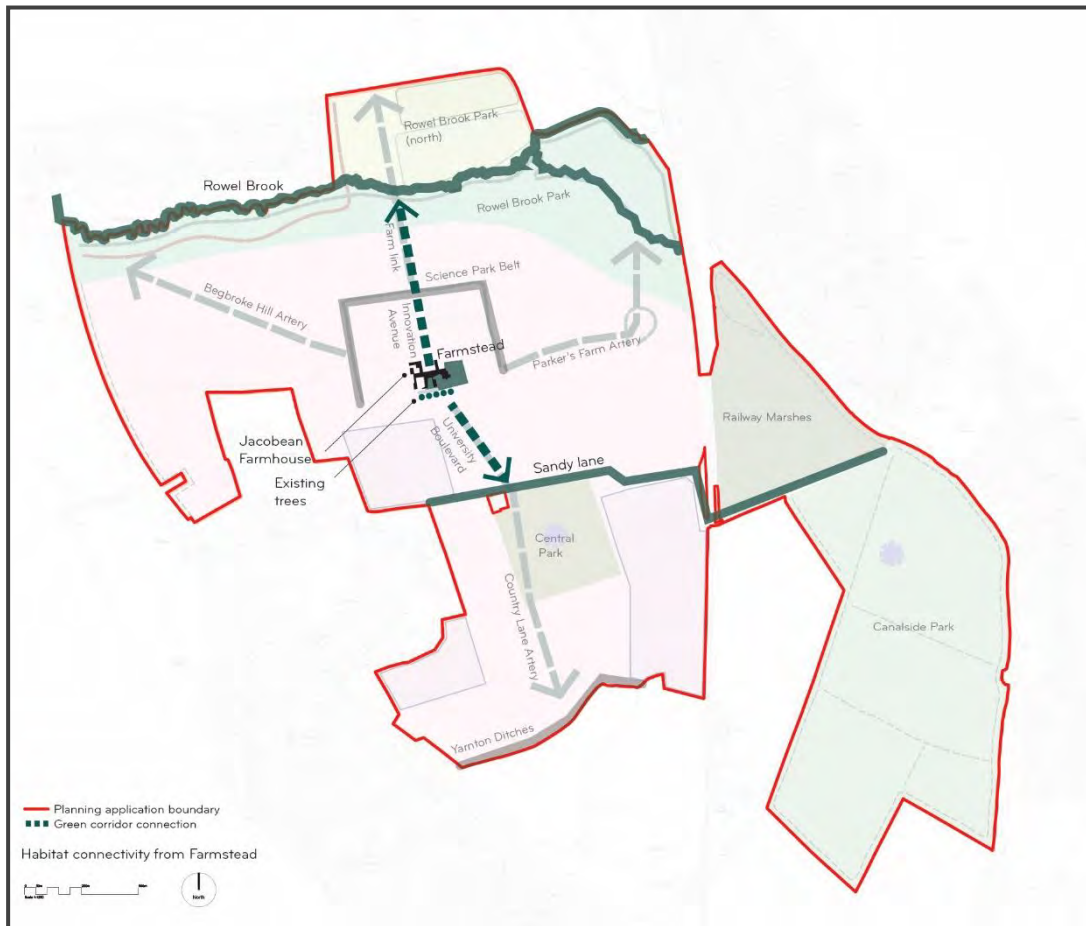 Rowel Brook Park
(north)
Rowel Brook
Rowel Brook Park
Farm link
Science Park Belt
Begbroke Hill Artery
Innovation
Avenue
Farmstead
Parker's Farm Artery
Railway Marshes
Jacobean
Farmhouse
University
Boulevard
Existing
trees
Sandy lane
Central
Park
Country Lane Artery
Canalside Park
Yarnton Ditches
Planning application boundary
Green corridor connection
Habitat connectivity from Farmstead
North